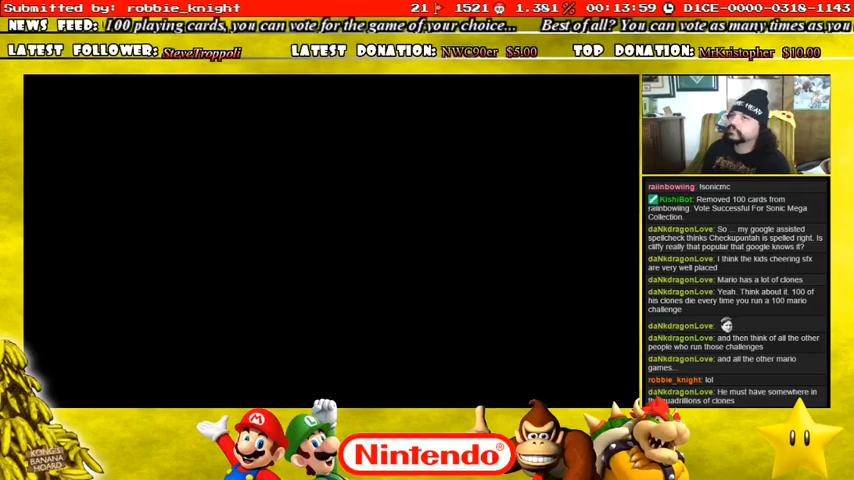 Submitted by: robbie_knight 21 1521 1.381 00:13:59 D1CE-0000-0318-1143
NEWS FEED: 100 playing cards, you can vote for the game of your choice... Best of all? You can vote as many times as you
LATEST FOLLOWER: SteveTroppoli LATEST DONATION: NWC90er $5.00 TOP DONATION: MrKristopher $10.00
raiinbowiing: !sonicmc
KishiBot: Removed 100 cards from
raiinbowiing. Vote Successful For Sonic Mega
Collection.
daNkdragonLove: So ... my google assisted
spellcheck thinks Checkupuntah is spelled right. Is
cliffy really that popular that google knows it?
daNkdragonLove: I think the kids cheering sfx
are very well placed
daNkdragonLove: Mario has a lot of clones
daNkdragonLove: Yeah. Think about it. 100 of
his clones die every time you run a 100 mario
challenge
daNkdragonLove:
daNkdragonLove: and then think of all the other
people who run those challenges
daNkdragonLove: and all the other mario
games...
robbie_knight: lol
daNkdragonLove: He must have somewhere in
the quadrillions of clones
Nintendo
KONG'S
BANANA
HOARD